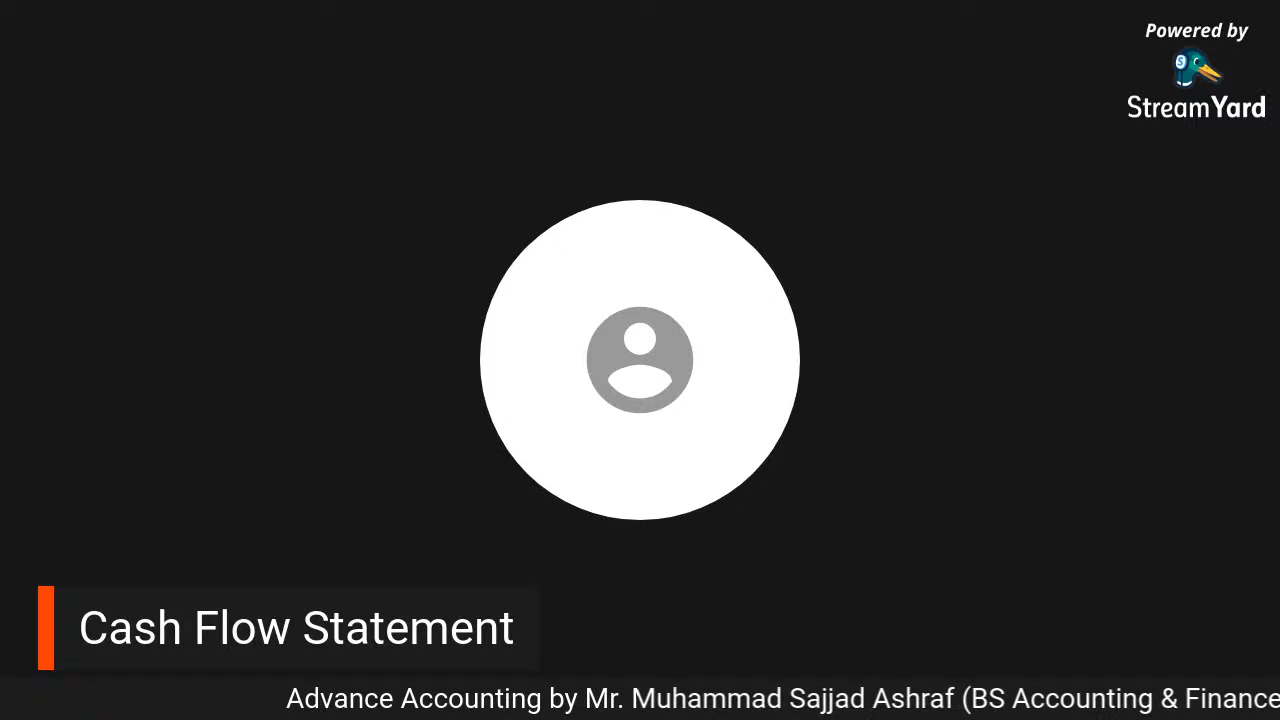 Powered by
StreamYard
Cash Flow Statement
Advance Accounting by Mr. Muhammad Sajjad Ashraf (BS Accounting & Finance